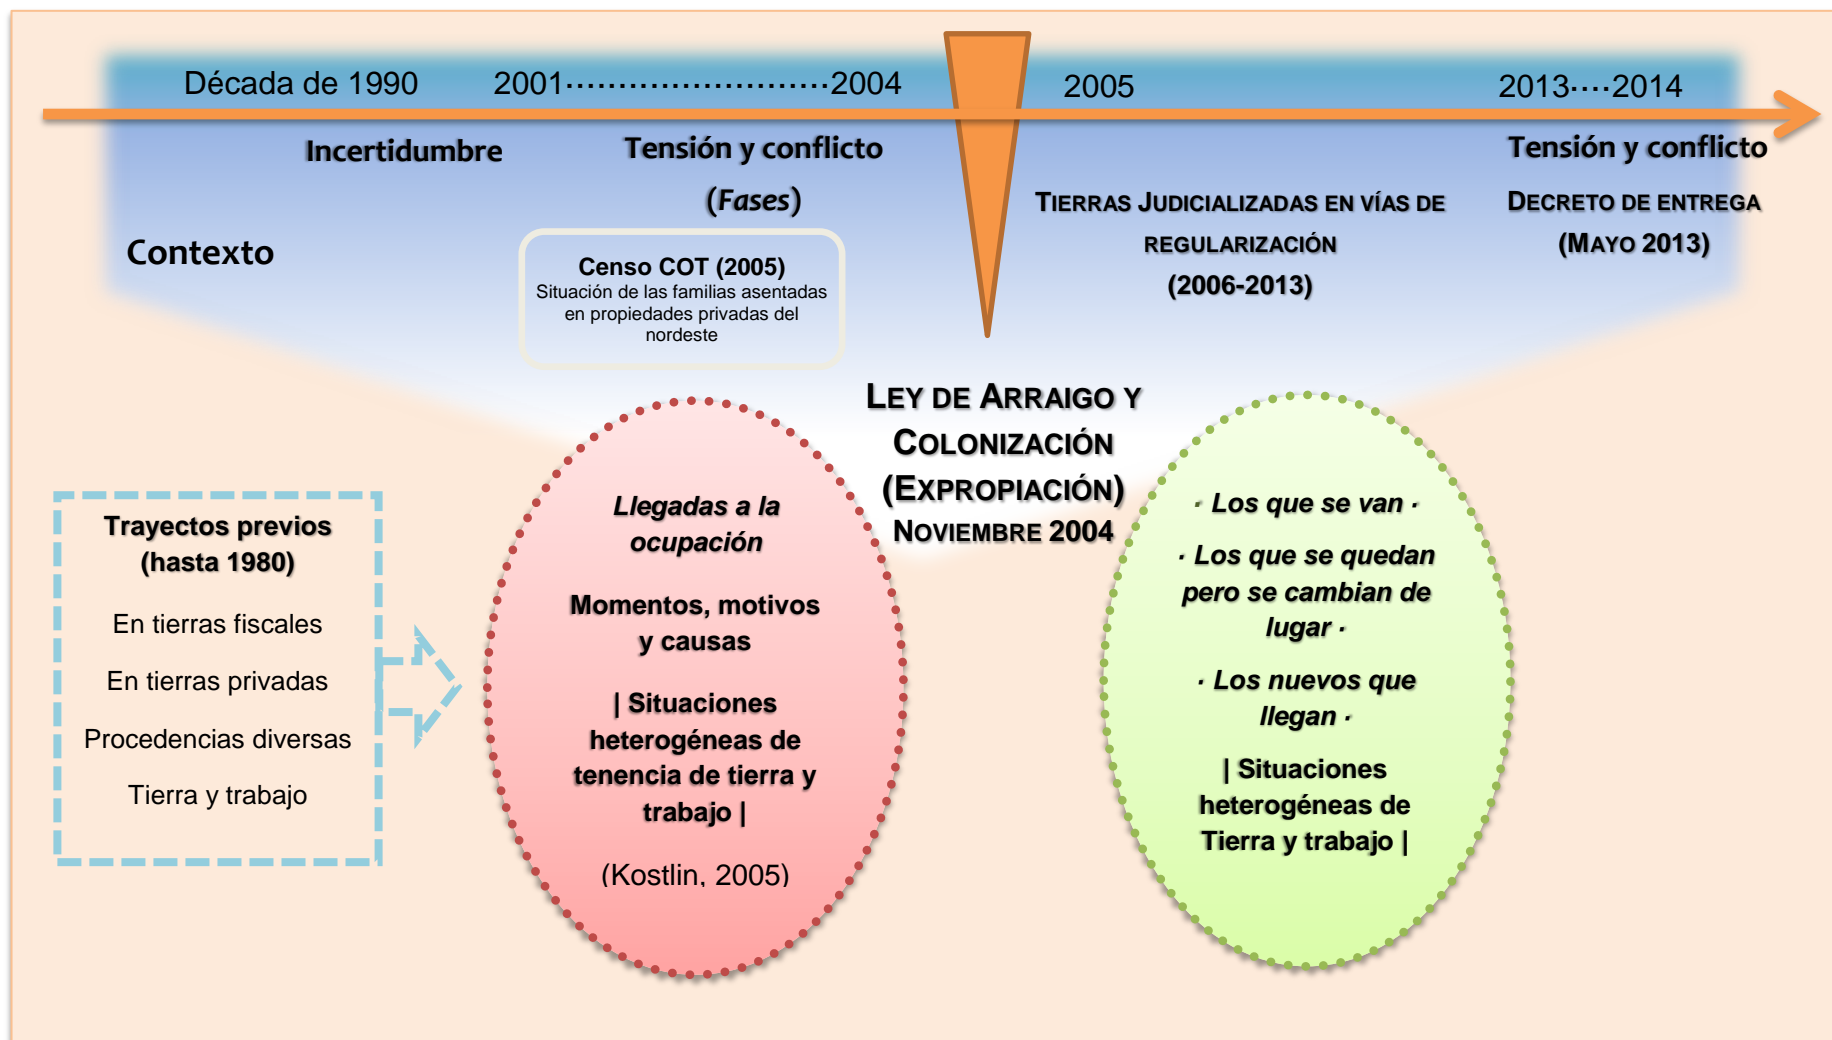 Década de 1990
2001························2004
2005
2013····2014
Incertidumbre
Tensión y conflicto
(Fases)
Tensión y conflicto
TIERRAS JUDICIALIZADAS EN VÍAS DE
REGULARIZACIÓN
(2006-2013)
DECRETO DE ENTREGA
(MAYO 2013)
Contexto
Censo COT (2005)
Situación de las familias asentadas
en propiedades privadas del
nordeste
LEY DE ARRAIGO Y
COLONIZACIÓN
(EXPROPIACIÓN)
NOVIEMBRE 2004
Trayectos previos
(hasta 1980)
En tierras fiscales
En tierras privadas
Procedencias diversas
Tierra y trabajo
Llegadas a la
ocupación
Momentos, motivos
y causas
| Situaciones
heterogéneas de
tenencia de tierra y
trabajo |
(Kostlin, 2005)
· Los que se van ·
· Los que se quedan
pero se cambian de
lugar ·
· Los nuevos que
llegan ·
| Situaciones
heterogéneas de
Tierra y trabajo |